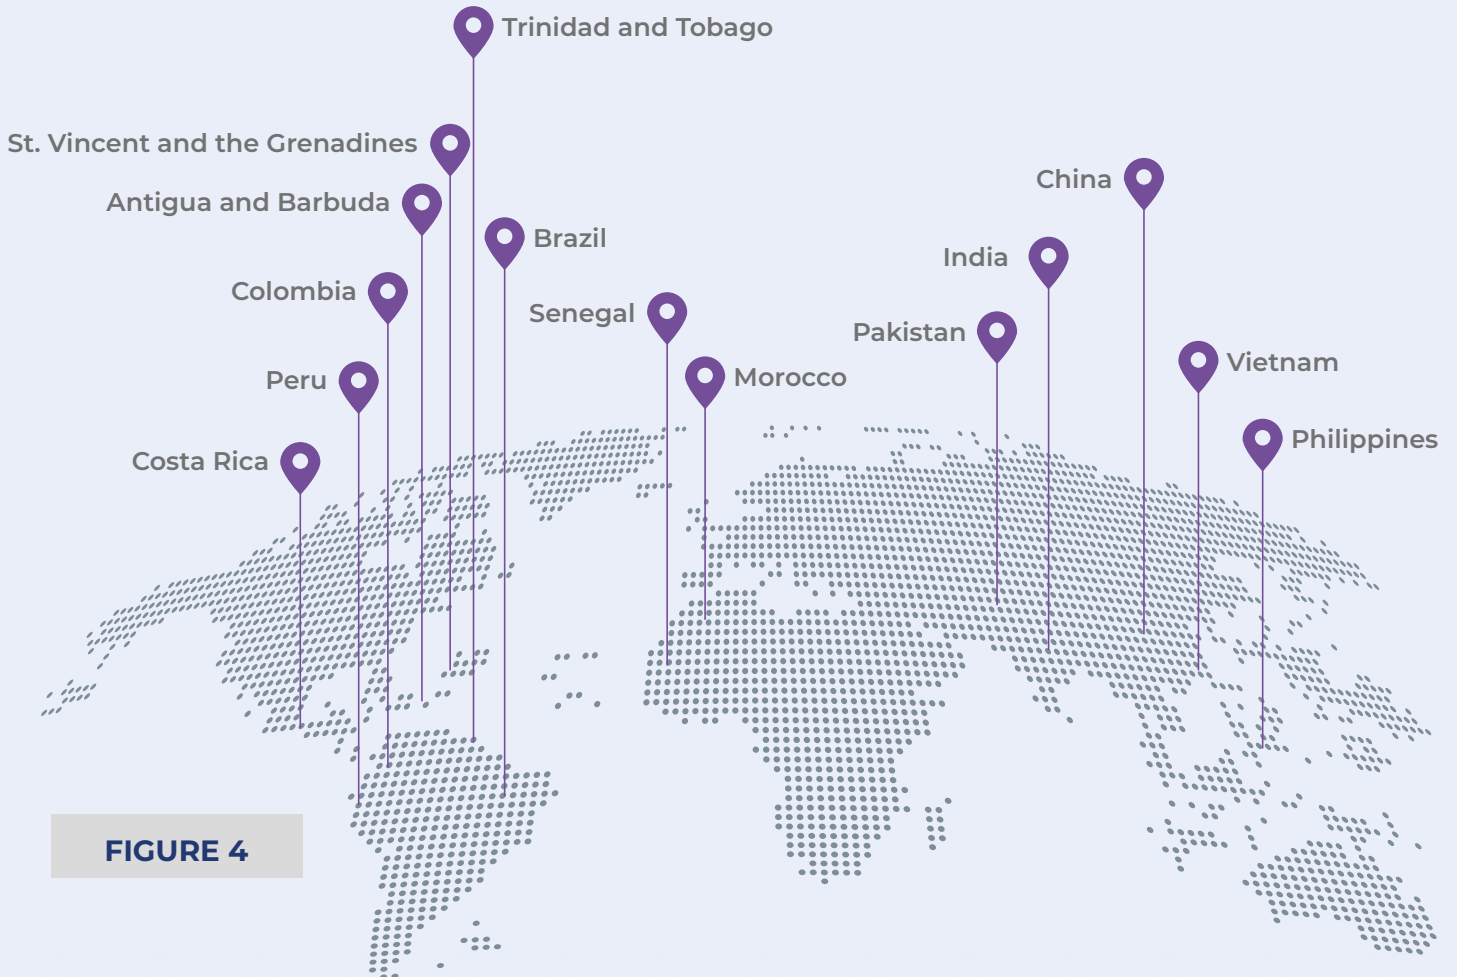 Trinidad and Tobago
St. Vincent and the Grenadines
China
Antigua and Barbuda
Brazil
India
Colombia
Senegal
Pakistan
Vietnam
Peru
Morocco
Philippines
Costa Rica
FIGURE 4